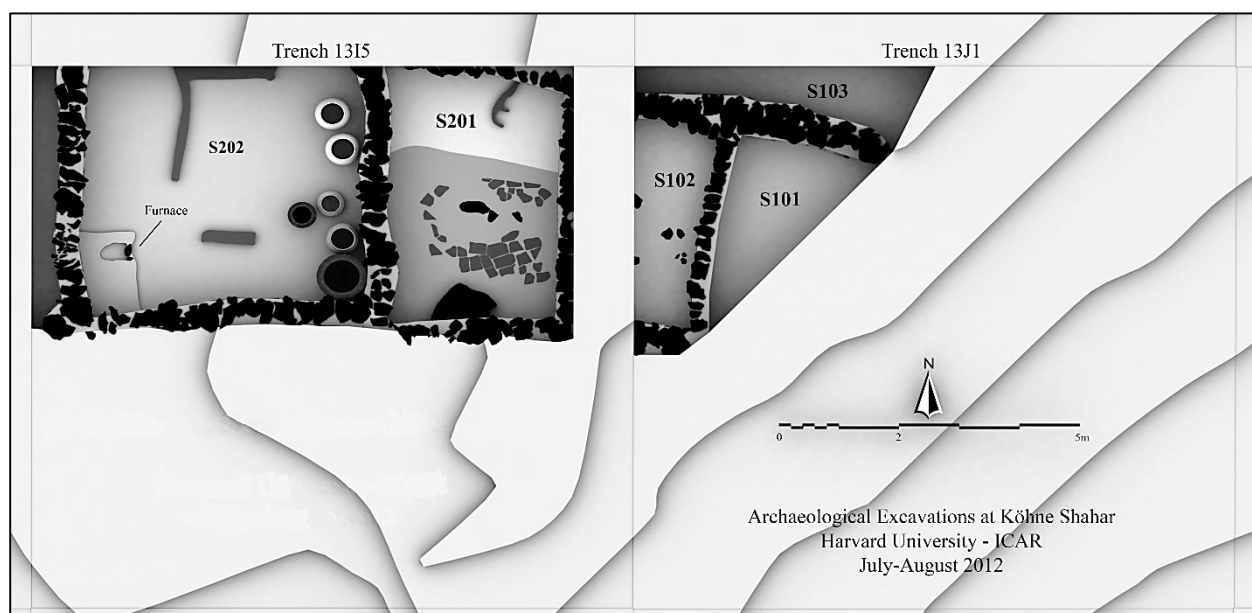 Trench 13I5
Trench 13J1
S103
S201
S202
S102
S101
Furnace
N
0
2
5m
Archaeological Excavations at Köhne Shahar
Harvard University - ICAR
July-August 2012